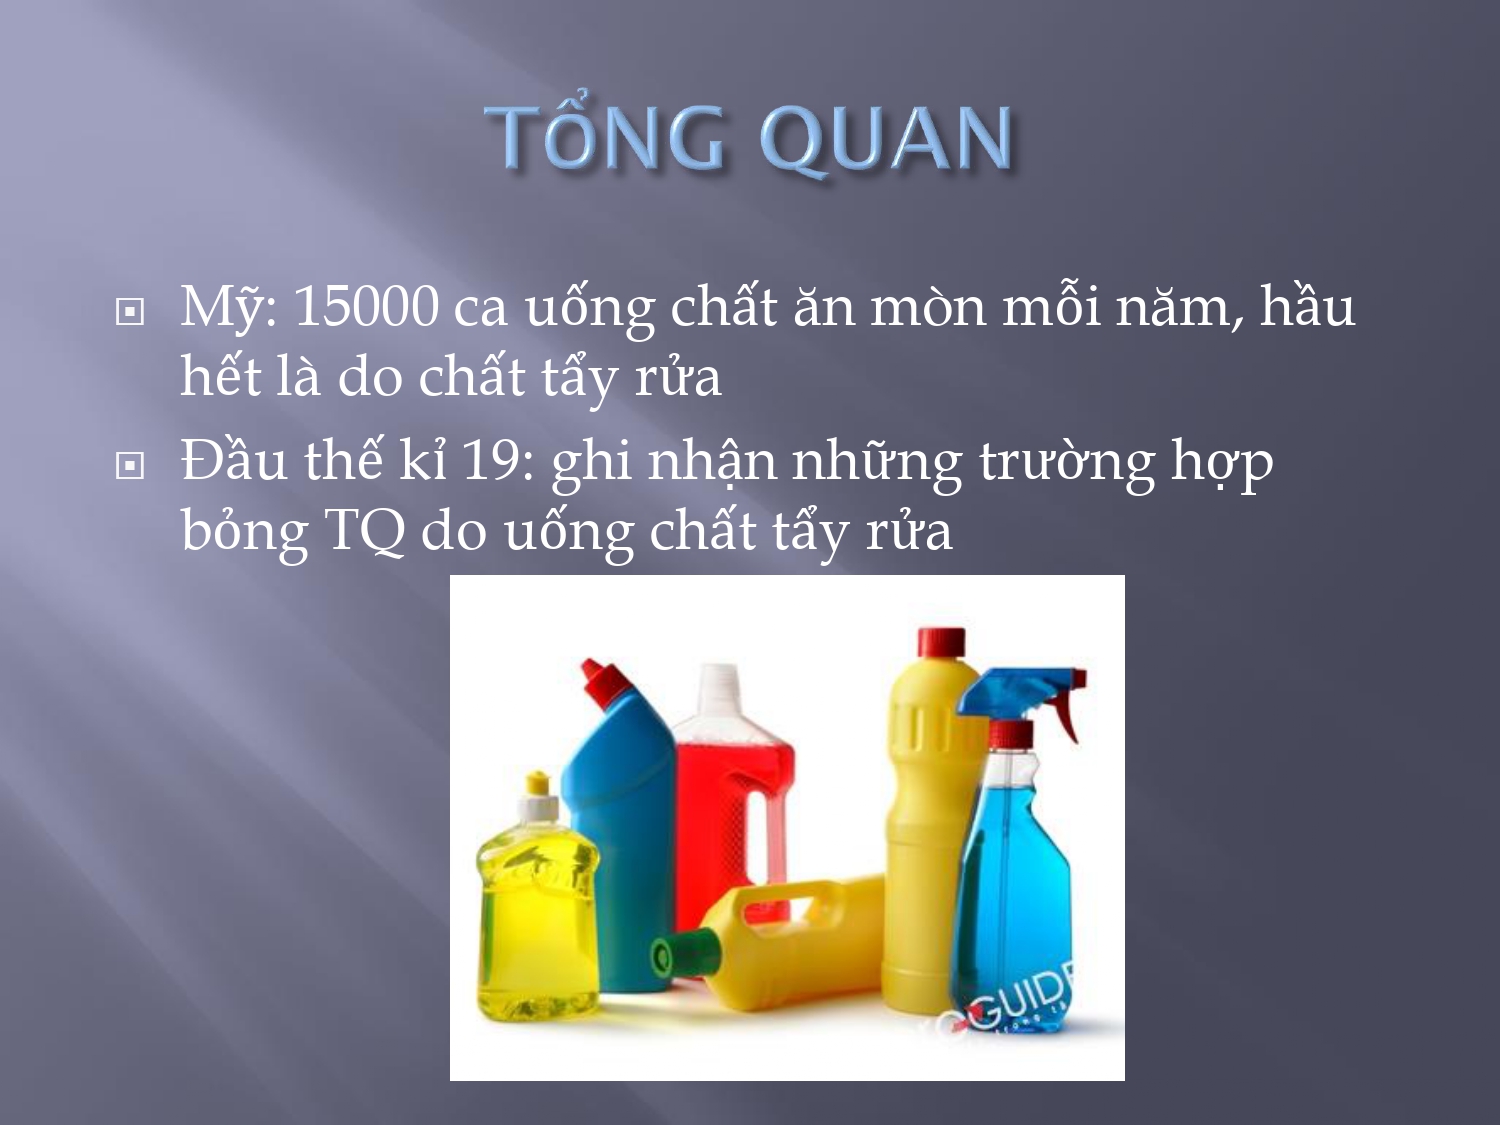 TỔNG QUAN
Mỹ: 15000 ca uống chất ăn mòn mỗi năm, hầu
hết là do chất tẩy rửa
Đầu thế kỉ 19: ghi nhận những trường hợp
bỏng TQ do uống chất tẩy rửa
GUIDE